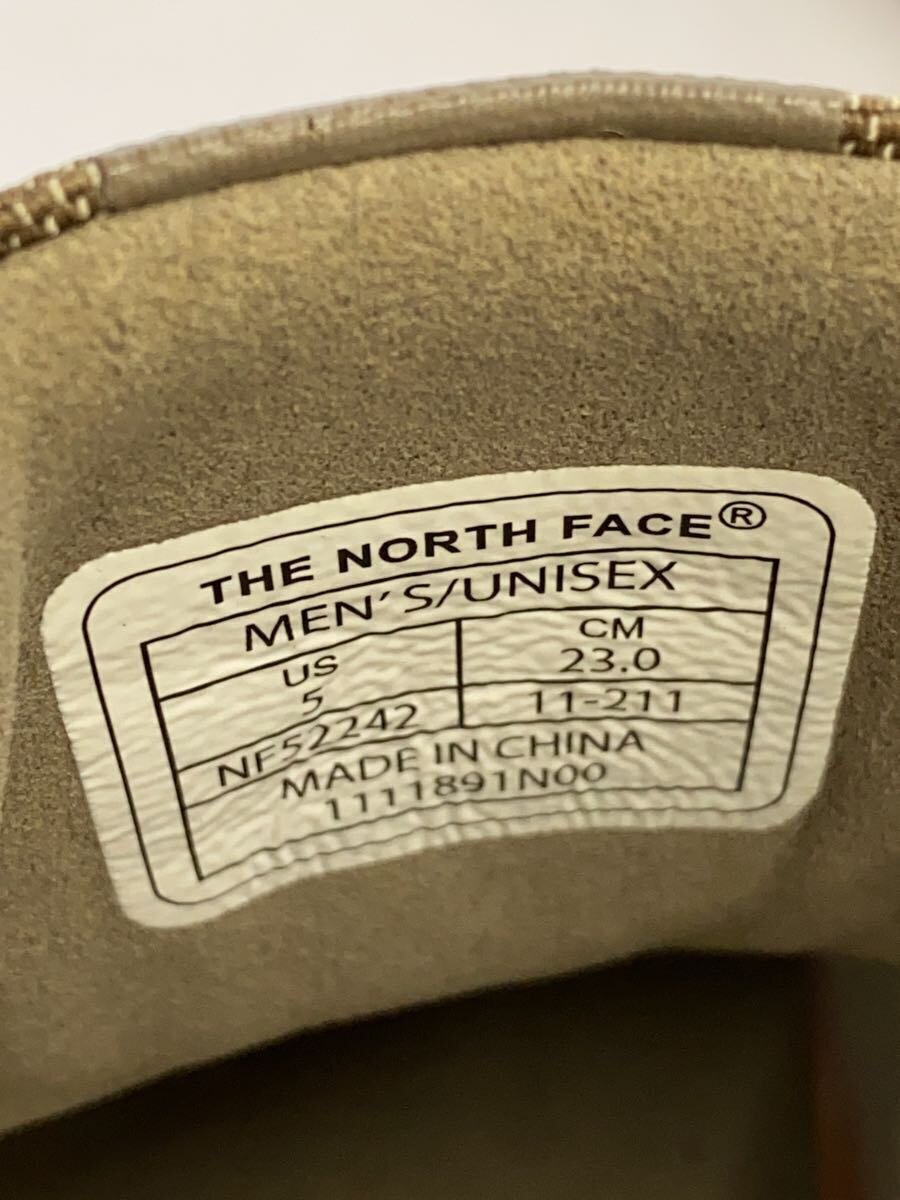 THE NORTH FACE®
MEN'S/UNISEX
US CM
5 23.0
NF52242 11-211
MADE IN CHINA
1111891N00